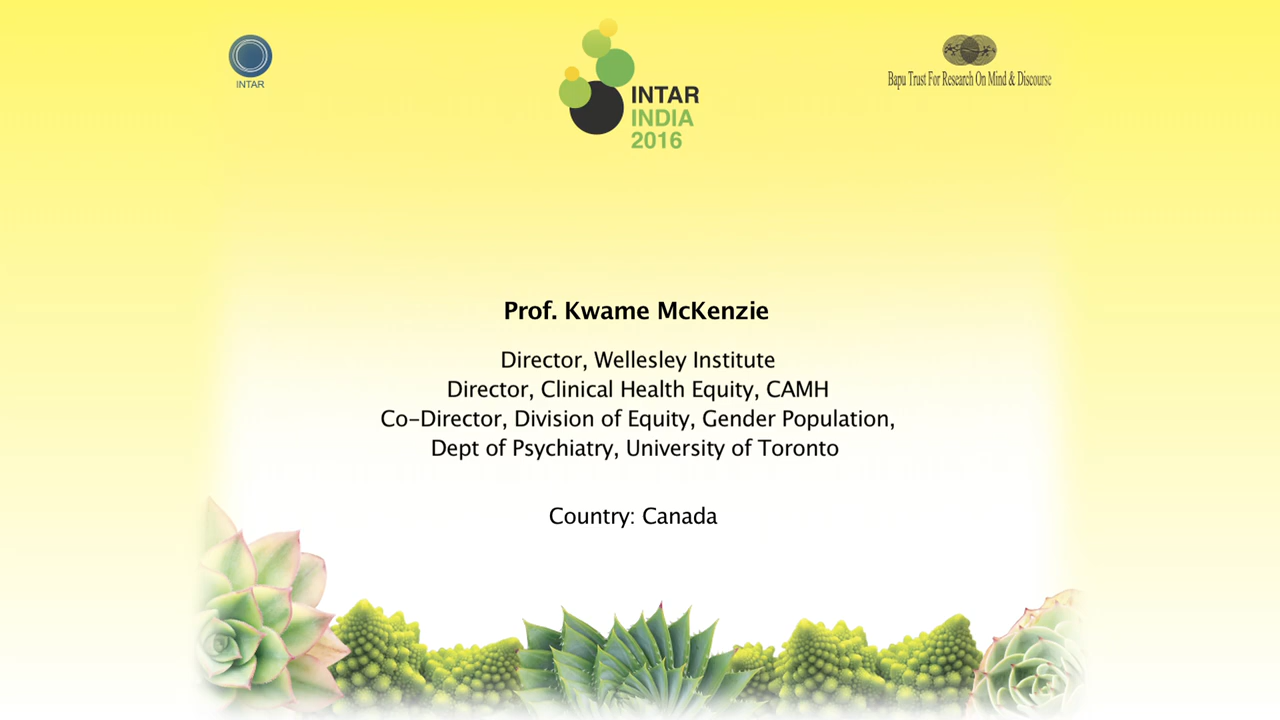 INTAR
INTAR
INDIA
2016
Bapu Trust For Research On Mind & Discourse
Prof. Kwame McKenzie
Director, Wellesley Institute
Director, Clinical Health Equity, CAMH
Co-Director, Division of Equity, Gender Population,
Dept of Psychiatry, University of Toronto
Country: Canada